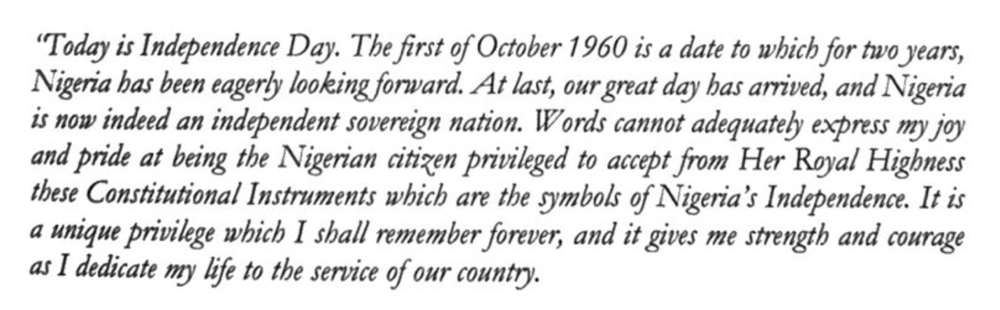 “Today is Independence Day. The first of October 1960 is a date to which for two years,
Nigeria has been eagerly looking forward. At last, our great day has arrived, and Nigeria
is now indeed an independent sovereign nation. Words cannot adequately express my joy
and pride at being the Nigerian citizen privileged to accept from Her Royal Highness
these Constitutional Instruments which are the symbols of Nigeria’s Independence. It is
a unique privilege which I shall remember forever, and it gives me strength and courage
as I dedicate my life to the service of our country.